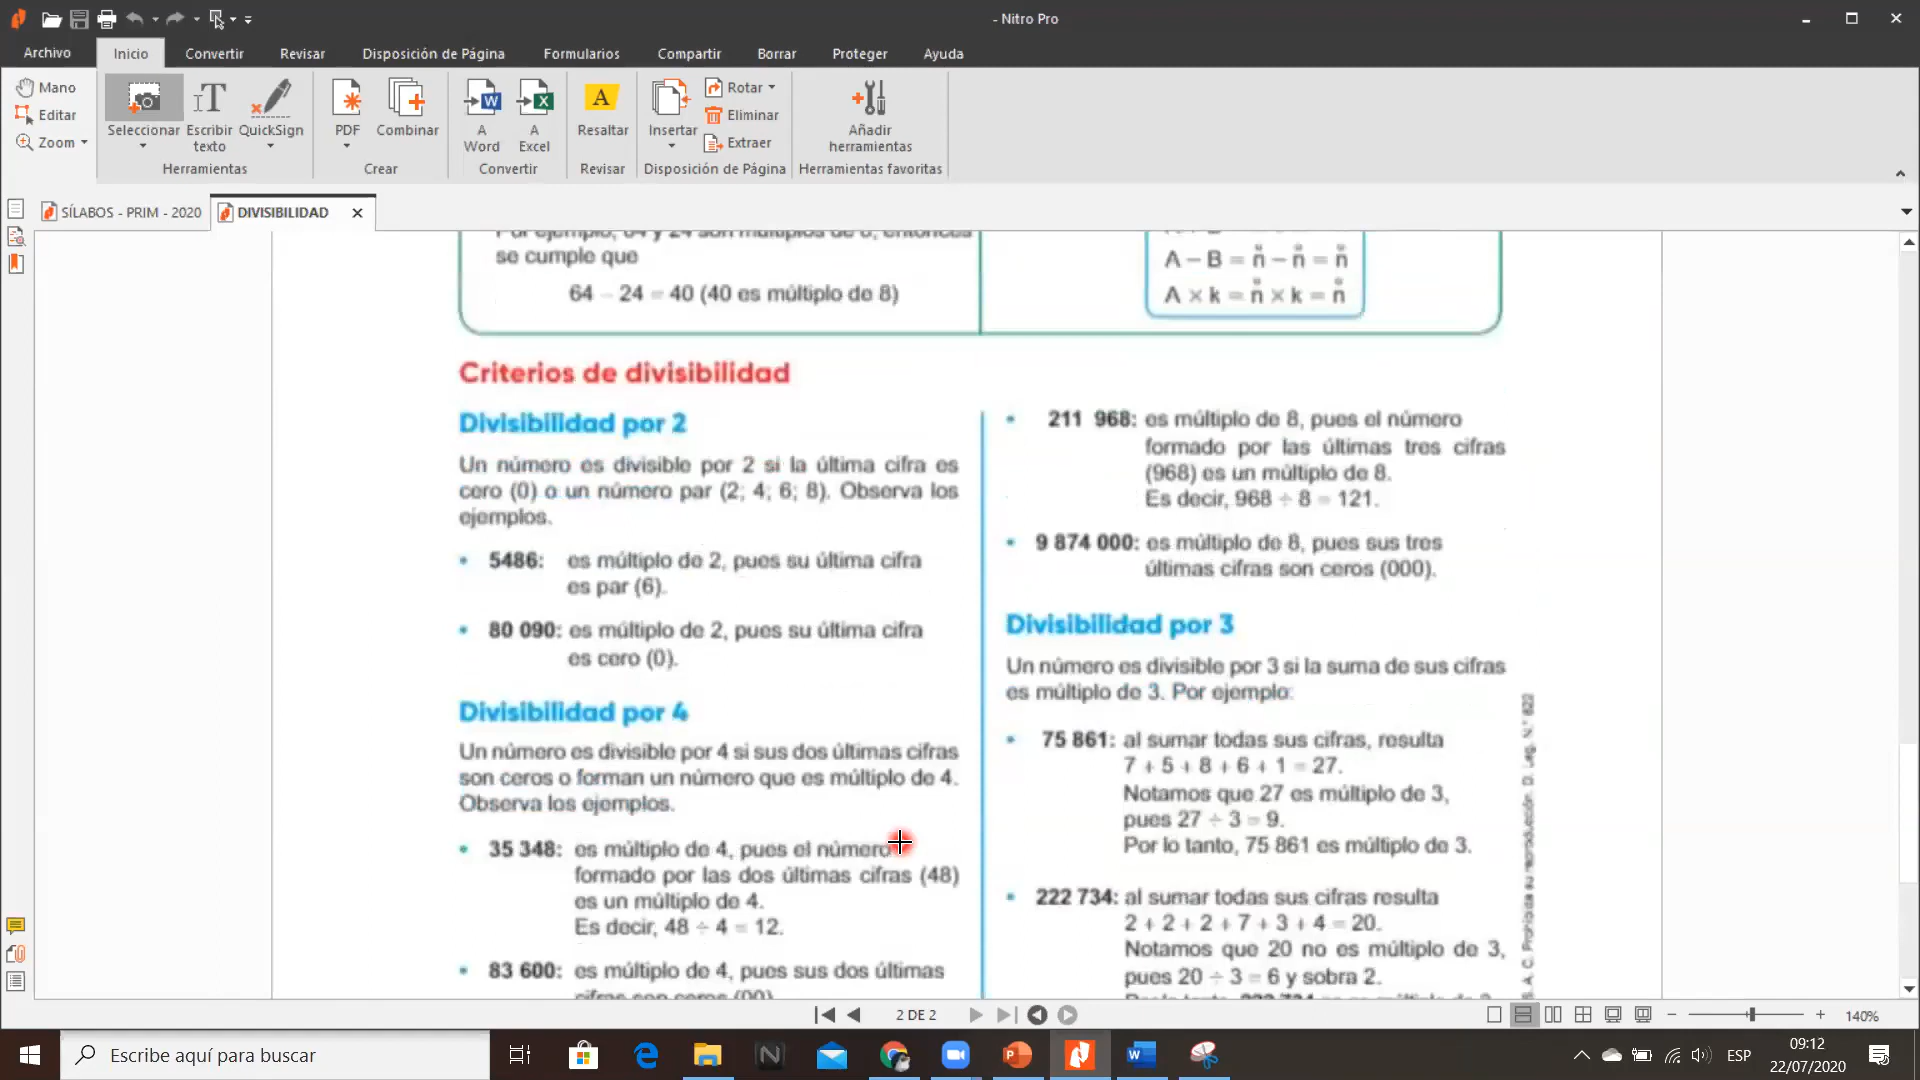 - Nitro Pro
Archivo
Inicio
Convertir
Revisar
Disposición de Página
Formularios
Compartir
Borrar
Proteger
Ayuda
Mano
Editar
Zoom
Seleccionar
Escribir texto
QuickSign
Herramientas
PDF
Combinar
Crear
A Word
A Excel
Convertir
Resaltar
Revisar
Insertar
Rotar
Eliminar
Extraer
Disposición de Página
Añadir herramientas
Herramientas favoritas
SÍLABOS - PRIM - 2020
DIVISIBILIDAD
se cumple que
64 - 24 = 40 (40 es múltiplo de 8)
A - B = n̊ - n̊ = n̊
A × k = n̊ × k = n̊
Criterios de divisibilidad
Divisibilidad por 2
Un número es divisible por 2 si la última cifra es
cero (0) o un número par (2; 4; 6; 8). Observa los
ejemplos.
• 5486: es múltiplo de 2, pues su última cifra
es par (6).
• 80 090: es múltiplo de 2, pues su última cifra
es cero (0).
Divisibilidad por 4
Un número es divisible por 4 si sus dos últimas cifras
son ceros o forman un número que es múltiplo de 4.
Observa los ejemplos.
• 35 348: es múltiplo de 4, pues el número
formado por las dos últimas cifras (48)
es un múltiplo de 4.
Es decir, 48 ÷ 4 = 12.
• 83 600: es múltiplo de 4, pues sus dos últimas
cifras son ceros (00)
• 211 968: es múltiplo de 8, pues el número
formado por las últimas tres cifras
(968) es un múltiplo de 8.
Es decir, 968 ÷ 8 = 121.
• 9 874 000: es múltiplo de 8, pues sus tres
últimas cifras son ceros (000).
Divisibilidad por 3
Un número es divisible por 3 si la suma de sus cifras
es múltiplo de 3. Por ejemplo:
• 75 861: al sumar todas sus cifras, resulta
7 + 5 + 8 + 6 + 1 = 27.
Notamos que 27 es múltiplo de 3,
pues 27 ÷ 3 = 9.
Por lo tanto, 75 861 es múltiplo de 3.
• 222 734: al sumar todas sus cifras resulta
2 + 2 + 2 + 7 + 3 + 4 = 20.
Notamos que 20 no es múltiplo de 3,
pues 20 ÷ 3 = 6 y sobra 2.
S. A. C. Prohibida su reproducción. D. Leg. N.° 822
2 DE 2
140%
Escribe aquí para buscar
ESP
09:12
22/07/2020